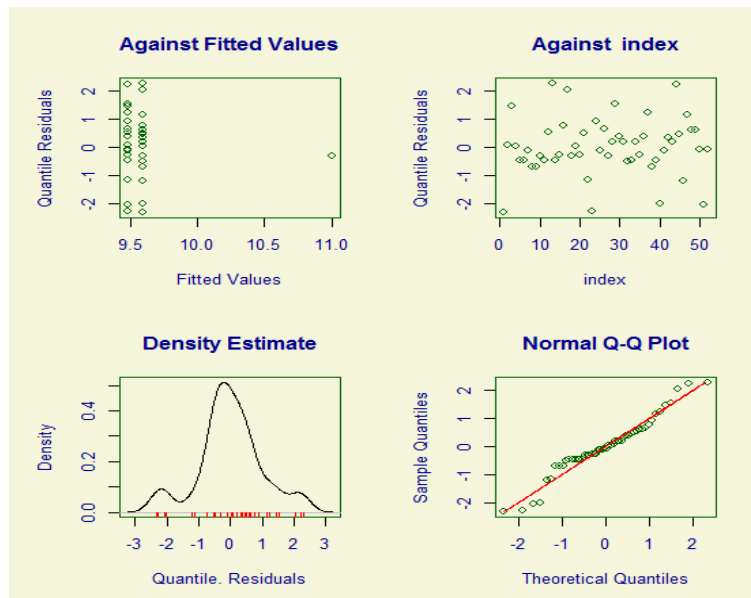 Against Fitted Values
Quantile Residuals
2
1
0
-1
-2
9.5 10.0 10.5 11.0
Fitted Values
Against index
Quantile Residuals
2
1
0
-1
-2
0 10 20 30 40 50
index
Density Estimate
Density
0.4
0.2
0.0
-3 -2 -1 0 1 2 3
Quantile. Residuals
Normal Q-Q Plot
Sample Quantiles
2
1
0
-1
-2
-2 -1 0 1 2
Theoretical Quantiles